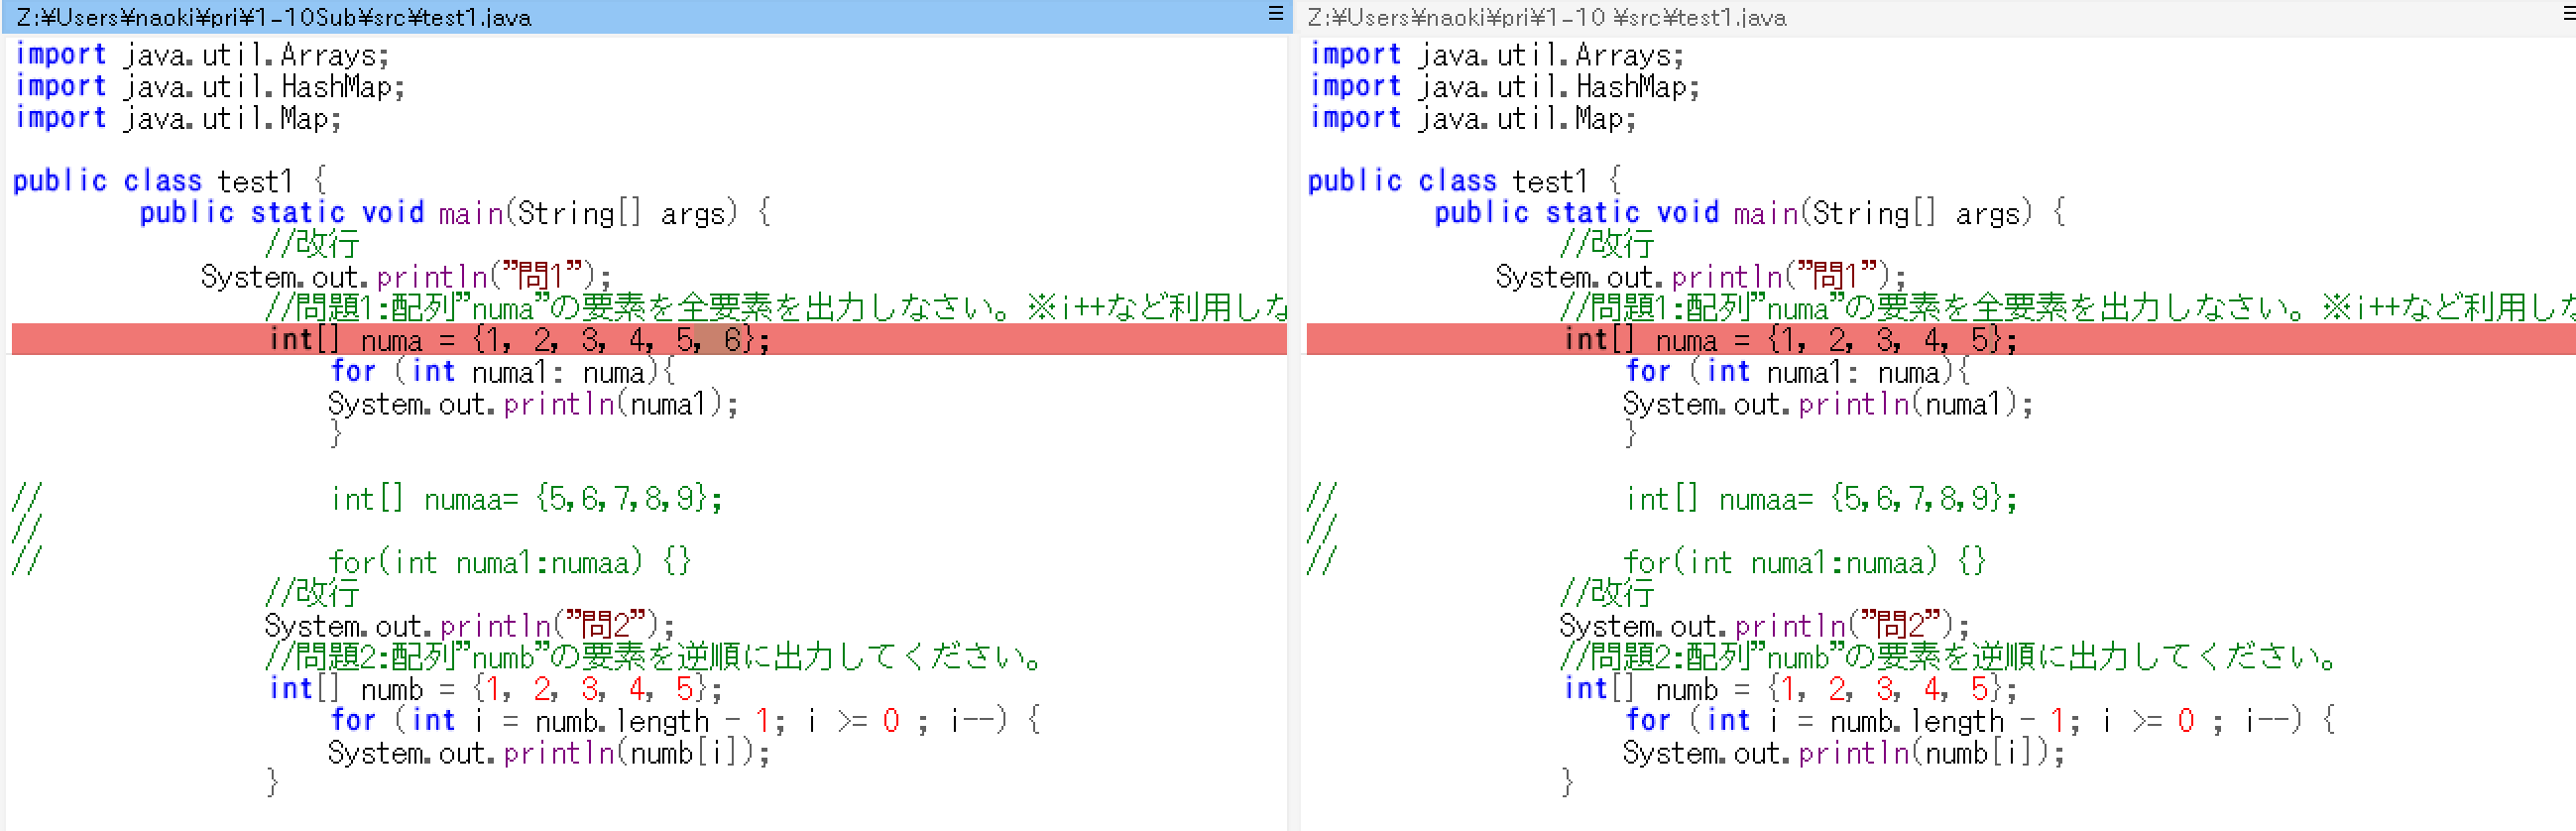 Z:¥Users¥naoki¥pri¥1-10Sub¥src¥test1.java
import java.util.Arrays;
import java.util.HashMap;
import java.util.Map;
public class test1 {
public static void main(String[] args) {
//改行
System.out.println("問1");
//問題1:配列"numa"の要素を全要素を出力しなさい。※i++など利用しな
int[] numa = {1, 2, 3, 4, 5, 6};
for (int numa1: numa){
System.out.println(numa1);
}
// int[] numaa= {5,6,7,8,9};
//
// for(int numa1:numaa) {}
//改行
System.out.println("問2");
//問題2:配列"numb"の要素を逆順に出力してください。
int[] numb = {1, 2, 3, 4, 5};
for (int i = numb.length - 1; i >= 0 ; i--) {
System.out.println(numb[i]);
}
Z:¥Users¥naoki¥pri¥1-10 ¥src¥test1.java
import java.util.Arrays;
import java.util.HashMap;
import java.util.Map;
public class test1 {
public static void main(String[] args) {
//改行
System.out.println("問1");
//問題1:配列"numa"の要素を全要素を出力しなさい。※i++など利用しな
int[] numa = {1, 2, 3, 4, 5};
for (int numa1: numa){
System.out.println(numa1);
}
// int[] numaa= {5,6,7,8,9};
//
// for(int numa1:numaa) {}
//改行
System.out.println("問2");
//問題2:配列"numb"の要素を逆順に出力してください。
int[] numb = {1, 2, 3, 4, 5};
for (int i = numb.length - 1; i >= 0 ; i--) {
System.out.println(numb[i]);
}